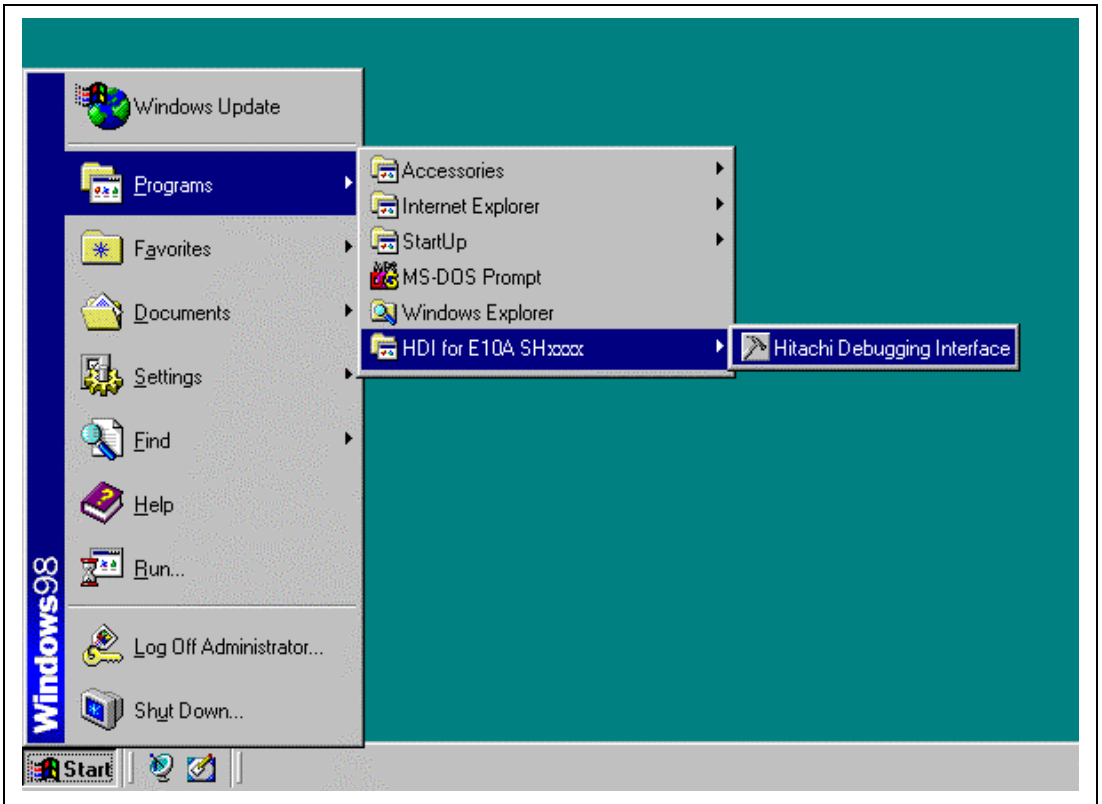 Windows Update
Programs
Favorites
Documents
Settings
Find
Help
Run...
Log Off Administrator...
Shut Down...
Windows98
Accessories
Internet Explorer
StartUp
MS-DOS Prompt
Windows Explorer
HDI for E10A SHxxxx
Hitachi Debugging Interface
Start